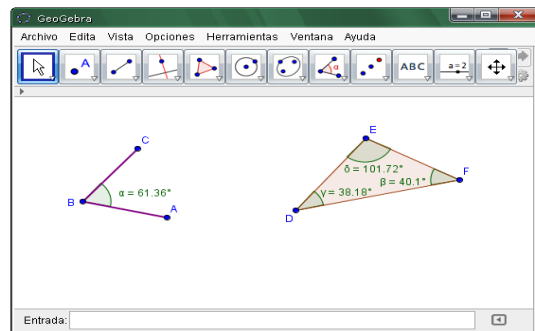 GeoGebra
Archivo Edita Vista Opciones Herramientas Ventana Ayuda
A α ABC a=2
E
C
δ = 101.72°
F
β = 40.1°
α = 61.36°
γ = 38.18°
B
A
D
Entrada: